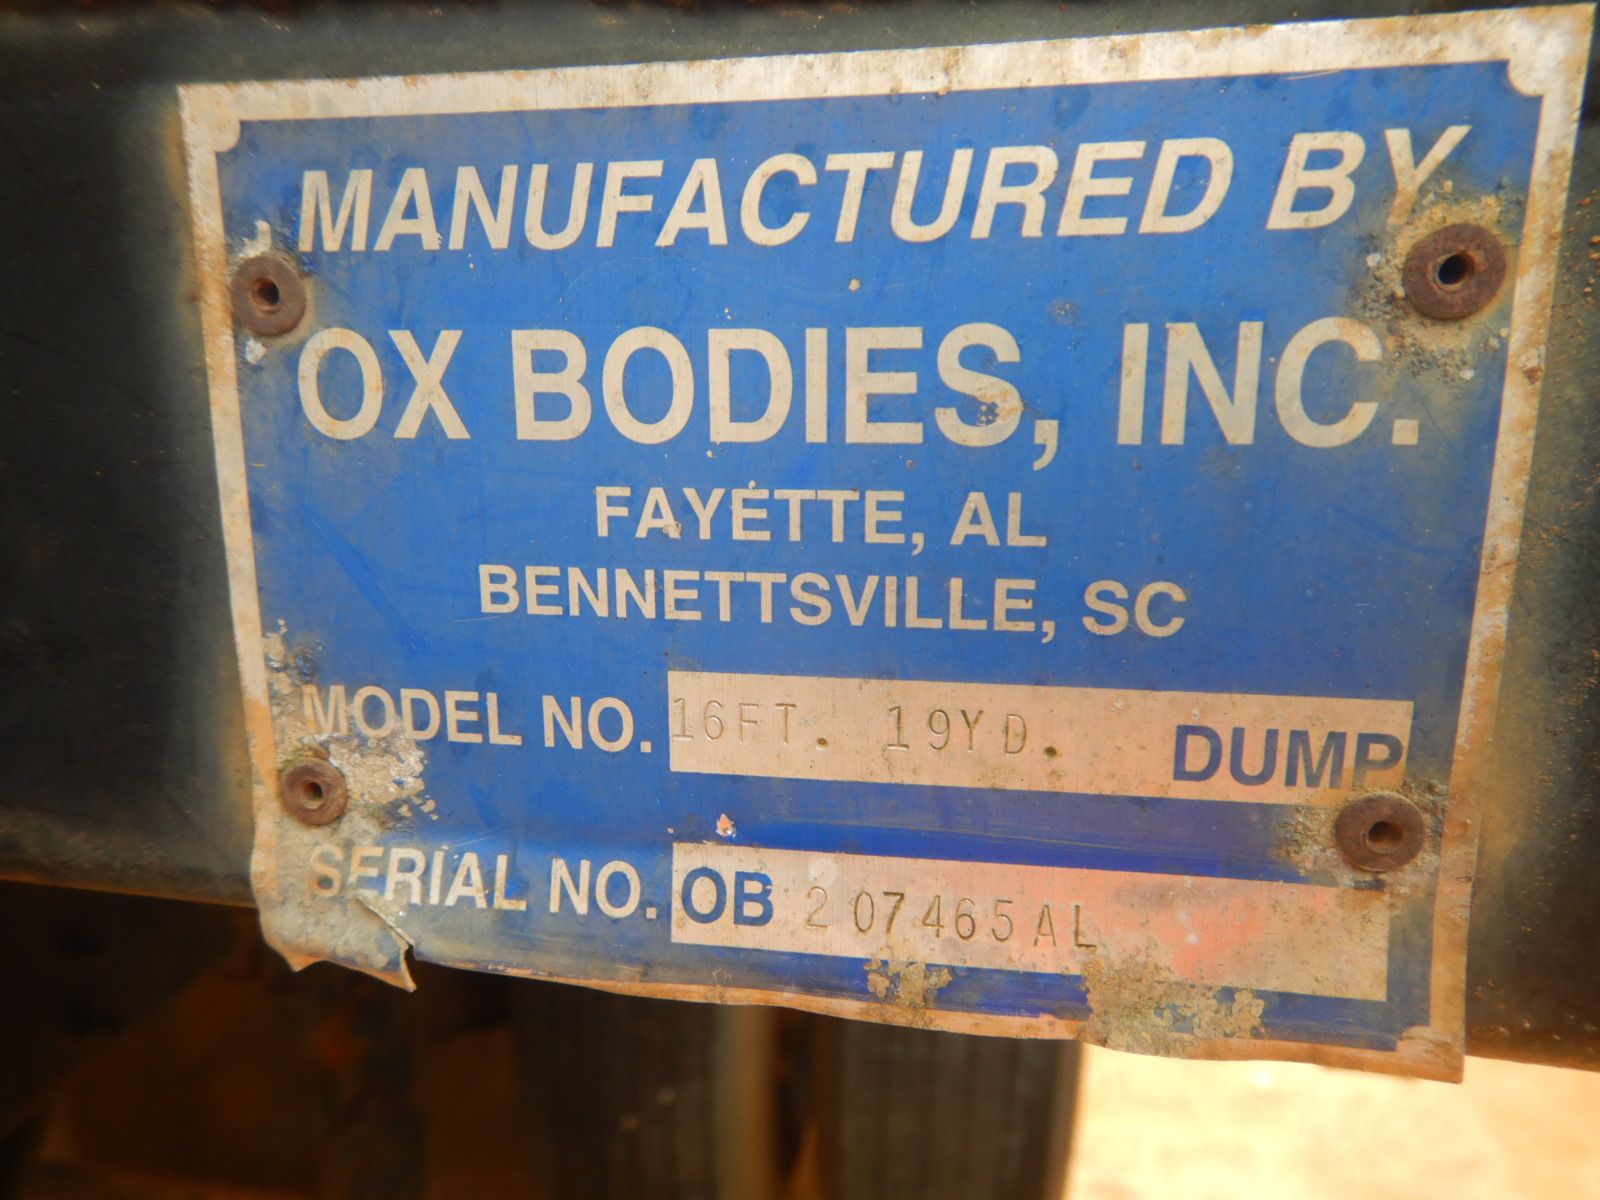 MANUFACTURED BY
OX BODIES, INC.
FAYETTE, AL
BENNETTSVILLE, SC
MODEL NO. 16FT. 19YD. DUMP
SERIAL NO. OB 207465AL